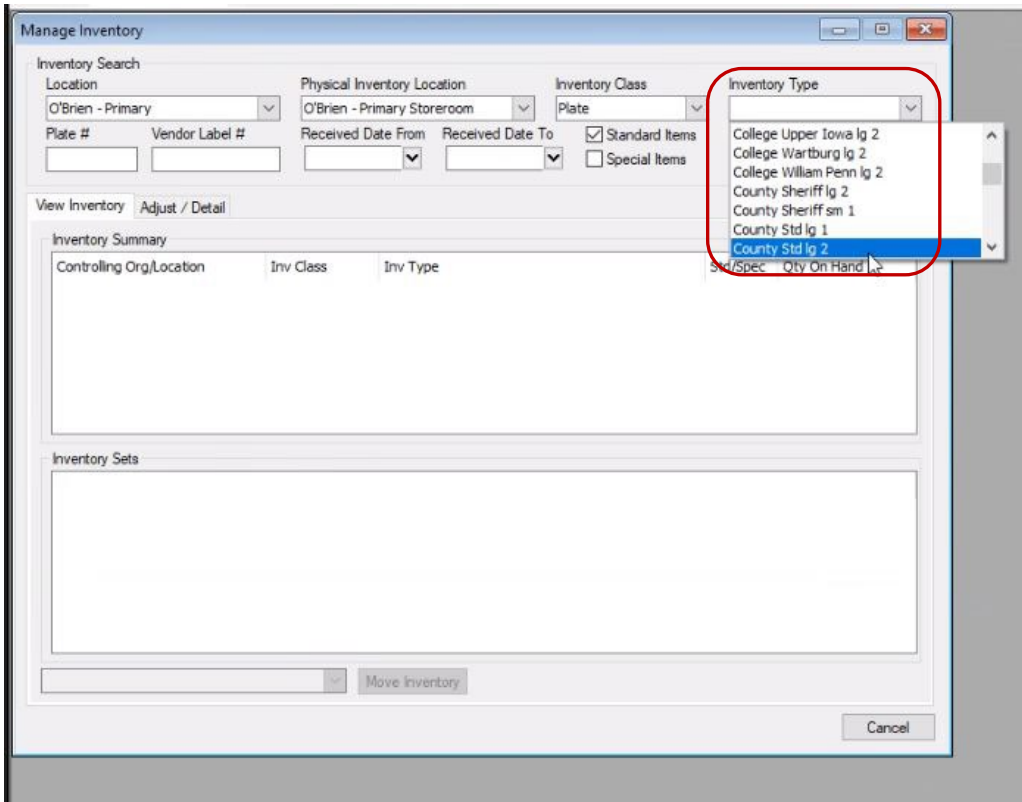 Manage Inventory
Inventory Search
Location
Physical Inventory Location
Inventory Class
Inventory Type
O'Brien - Primary
O'Brien - Primary Storeroom
Plate
Plate #
Vendor Label #
Received Date From
Received Date To
Standard Items
Special Items
College Upper Iowa lg 2
College Wartburg lg 2
College William Penn lg 2
County Sheriff lg 2
County Sheriff sm 1
County Std lg 1
County Std lg 2
View Inventory
Adjust / Detail
Inventory Summary
Controlling Org/Location
Inv Class
Inv Type
Std/Spec
Qty On Hand
Inventory Sets
Move Inventory
Cancel